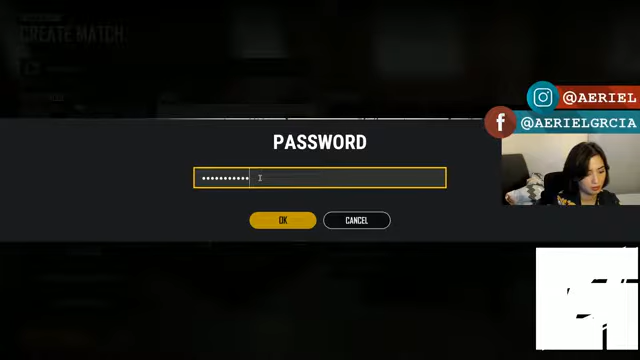 CREATE MATCH
@AERIEL
@AERIELGRCIA
PASSWORD
•••••••••••
OK
CANCEL